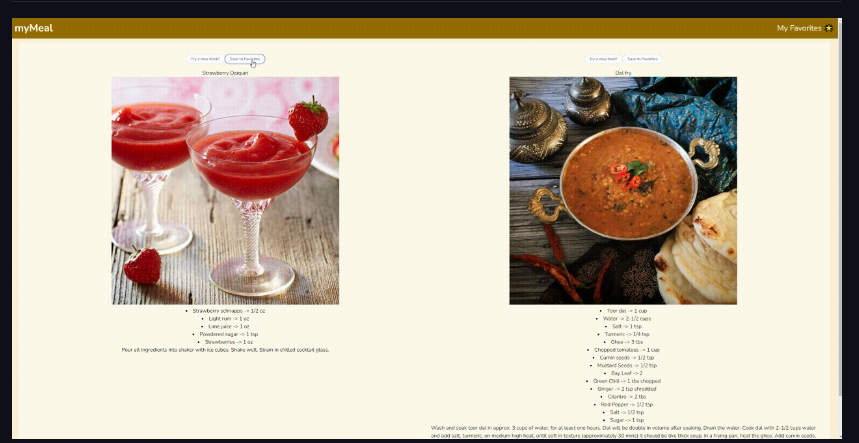 myMeal
My Favorites
Try a new drink? Save to Favorites
Strawberry Daiquiri
Strawberry schnapps -> 1/2 oz
Light rum -> 1 oz
Lime juice -> 1 oz
Powdered sugar -> 1 tsp
Strawberries -> 1 oz
Pour all ingredients into shaker with ice cubes. Shake well. Strain in chilled cocktail glass.
Try a new food? Save to Favorites
Dal fry
Toor dal -> 1 cup
Water -> 2-1/2 cups
Salt -> 1 tsp
Turmeric -> 1/4 tsp
Ghee -> 3 tbs
Chopped tomatoes -> 1 cup
Cumin seeds -> 1/2 tsp
Mustard Seeds -> 1/2 tsp
Bay Leaf -> 2
Green Chili -> 1 tbs chopped
Ginger -> 2 tsp shredded
Cilantro -> 2 tbs
Red Pepper -> 1/2 tsp
Salt -> 1/2 tsp
Sugar -> 1 tsp
Wash and soak toor dal in approx. 3 cups of water, for at least one hours. Dal will be double in volume after soaking. Drain the water. Cook dal with 2-1/2 cups water
and add salt, turmeric, on medium high heat, until soft in texture (approximately 30 mins) it should be like thick soup. In a frying pan, heat the ghee. Add cumin seeds,